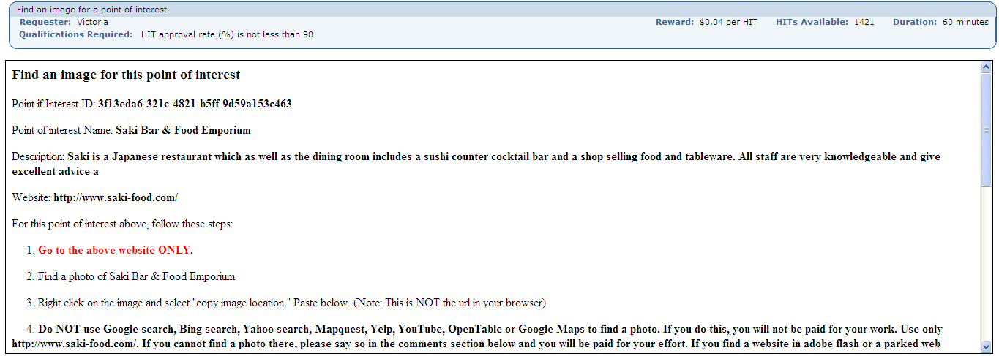 Find an image for a point of interest
Requester: Victoria Reward: $0.04 per HIT HITs Available: 1421 Duration: 60 minutes
Qualifications Required: HIT approval rate (%) is not less than 98
Find an image for this point of interest
Point if Interest ID: 3f13eda6-321c-4821-b5ff-9d59a153c463
Point of interest Name: Saki Bar & Food Emporium
Description: Saki is a Japanese restaurant which as well as the dining room includes a sushi counter cocktail bar and a shop selling food and tableware. All staff are very knowledgeable and give
excellent advice a
Website: http://www.saki-food.com/
For this point of interest above, follow these steps:
1. Go to the above website ONLY.
2. Find a photo of Saki Bar & Food Emporium
3. Right click on the image and select "copy image location." Paste below. (Note: This is NOT the url in your browser)
4. Do NOT use Google search, Bing search, Yahoo search, Mapquest, Yelp, YouTube, OpenTable or Google Maps to find a photo. If you do this, you will not be paid for your work. Use only
http://www.saki-food.com/. If you cannot find a photo there, please say so in the comments section below and you will be paid for your effort. If you find a website in adobe flash or a parked web